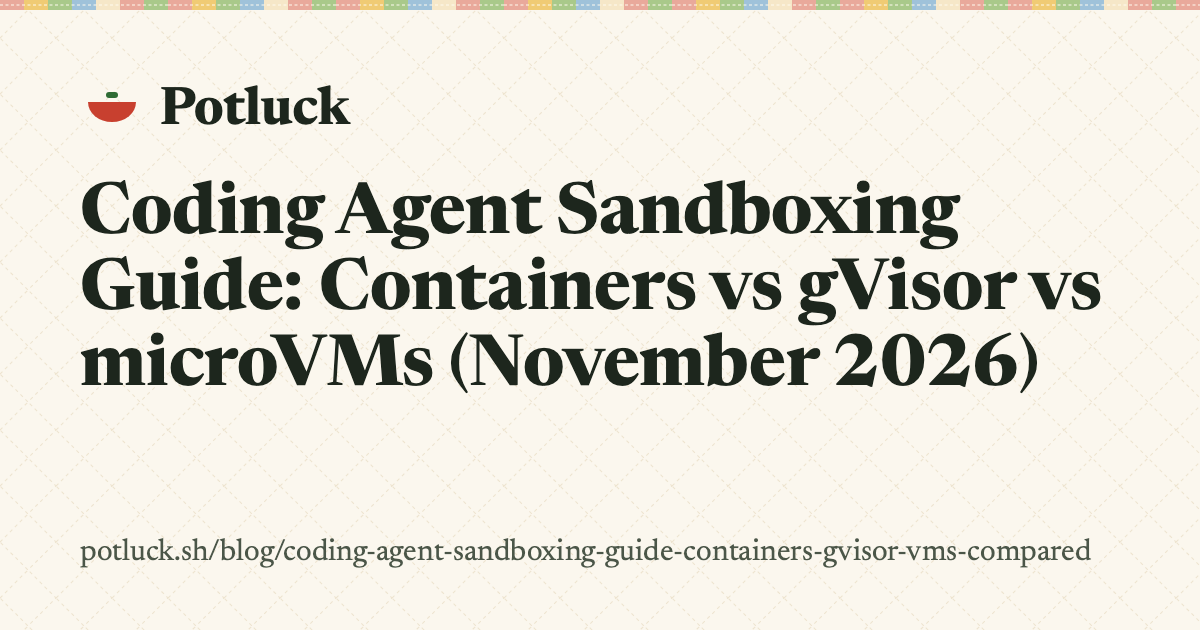 Potluck
Coding Agent Sandboxing
Guide: Containers vs gVisor vs
microVMs (November 2026)
potluck.sh/blog/coding-agent-sandboxing-guide-containers-gvisor-vms-compared